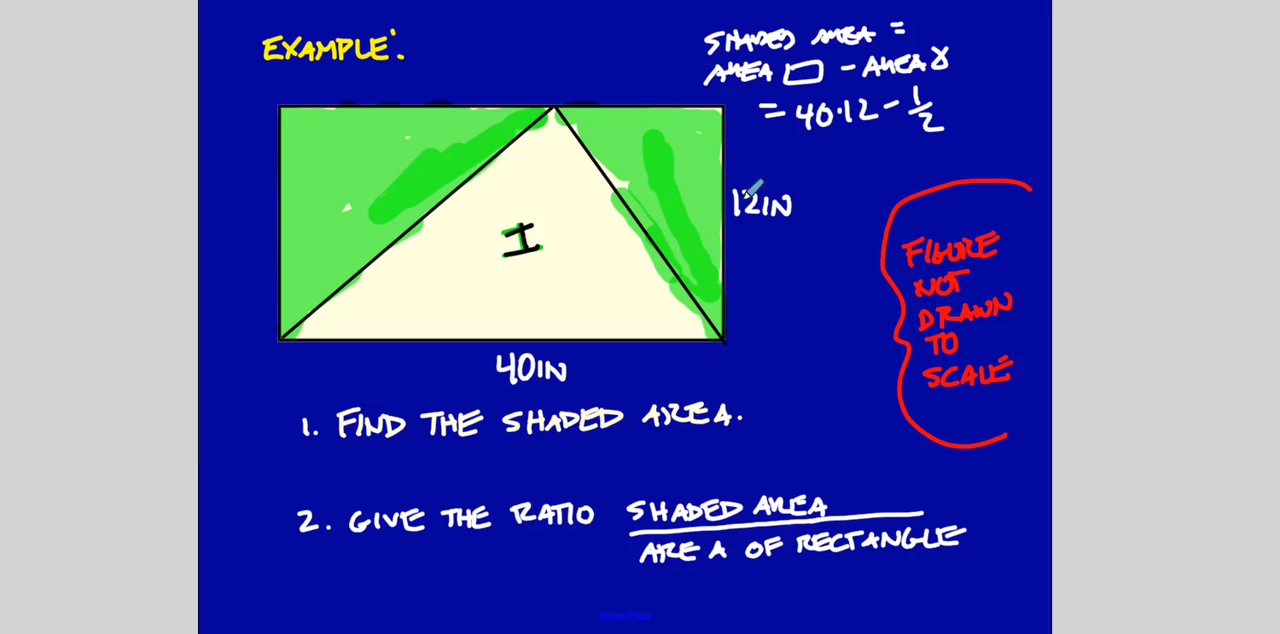 EXAMPLE:
SHADED AREA =
AREA ▭ - AREA
= 40·12 - 1/2
I
12IN
40IN
FIGURE
NOT
DRAWN
TO
SCALE
1. FIND THE SHADED AREA.
2. GIVE THE RATIO SHADED AREA
AREA OF RECTANGLE